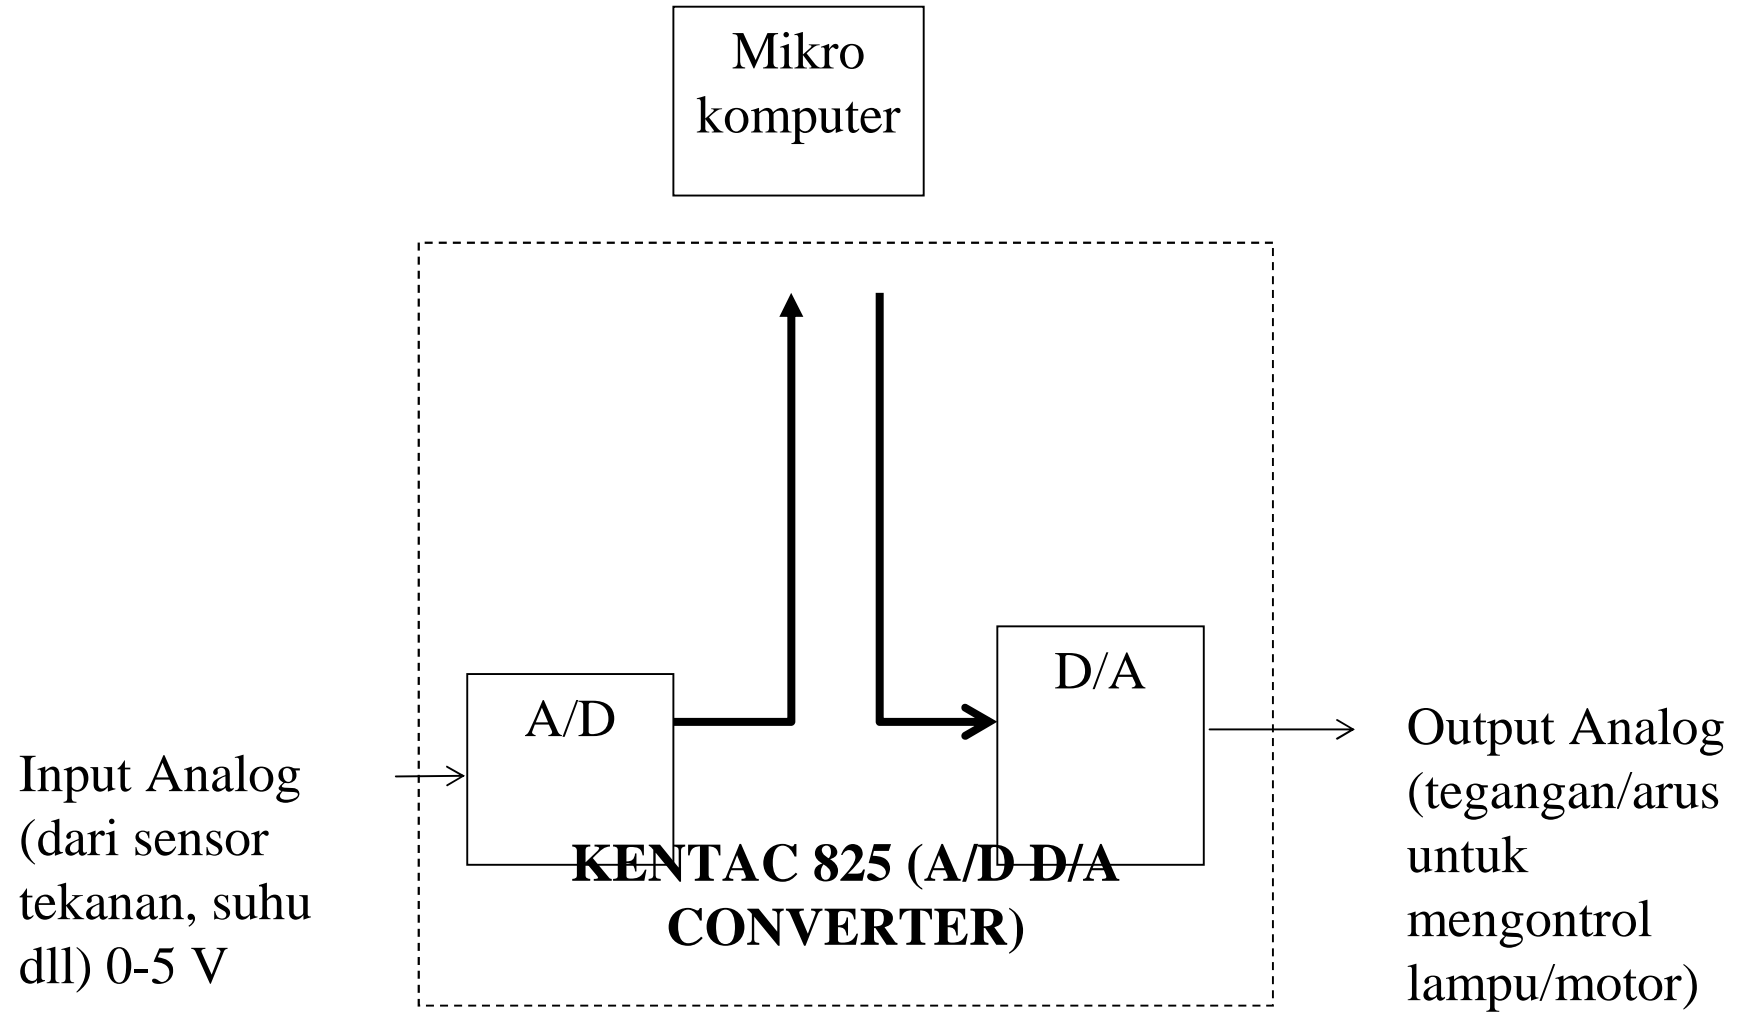 Mikro
komputer
A/D
D/A
Input Analog
(dari sensor
tekanan, suhu
dll) 0-5 V
KENTAC 825 (A/D D/A
CONVERTER)
Output Analog
(tegangan/arus
untuk
mengontrol
lampu/motor)